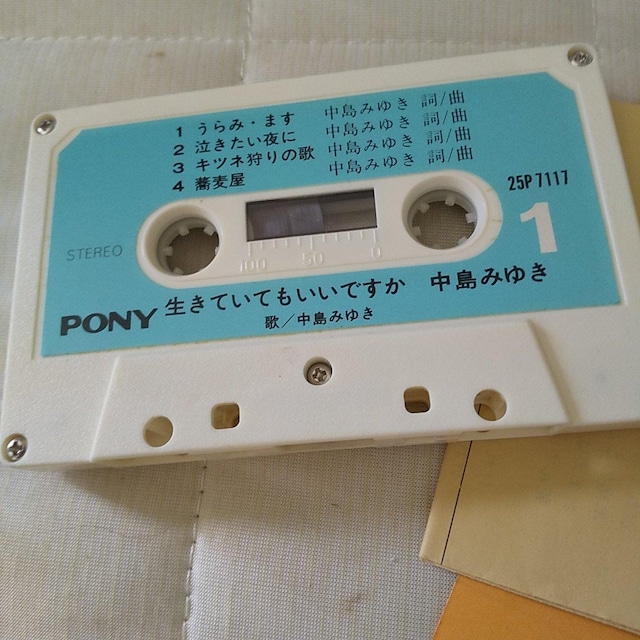 1 うらみ・ます 中島みゆき 詞/曲
2 泣きたい夜に 中島みゆき 詞/曲
3 キツネ狩りの歌 中島みゆき 詞/曲
4 蕎麦屋 中島みゆき 詞/曲
25P7117
1
STEREO
100 50 0
PONY 生きていてもいいですか 中島みゆき
歌/中島みゆき